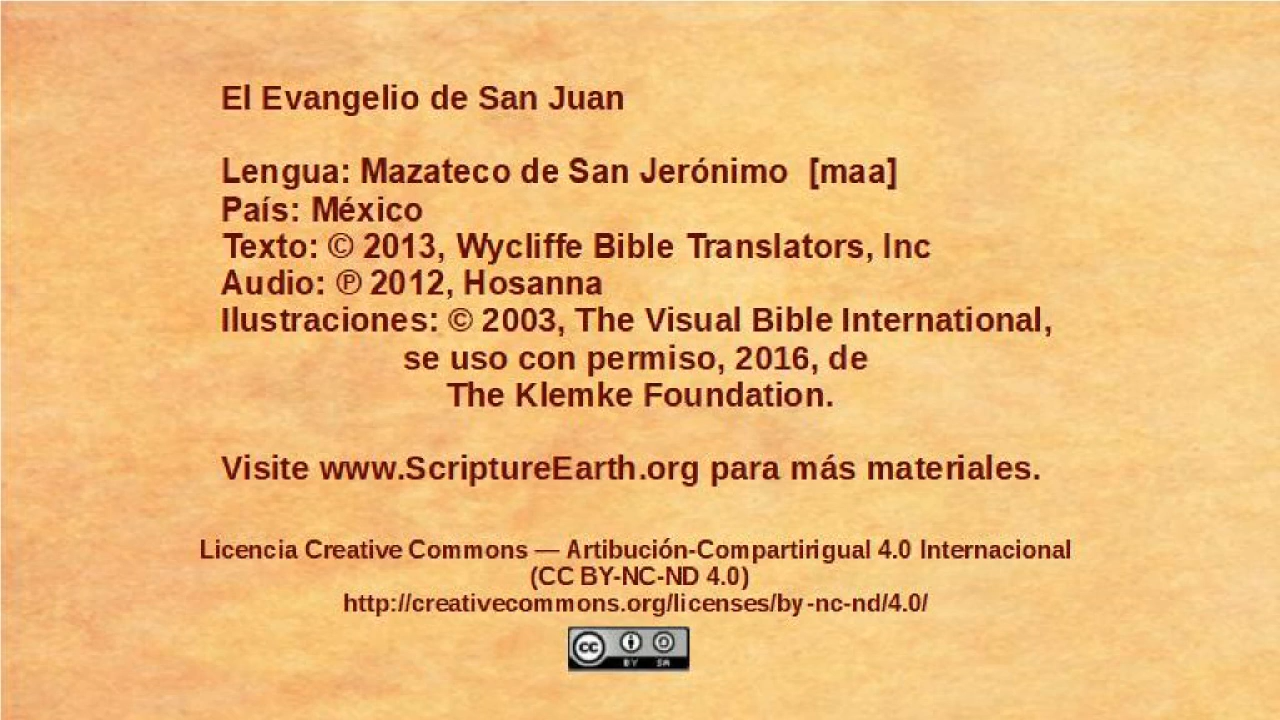 El Evangelio de San Juan
Lengua: Mazateco de San Jerónimo [maa]
País: México
Texto: © 2013, Wycliffe Bible Translators, Inc
Audio: ℗ 2012, Hosanna
Ilustraciones: © 2003, The Visual Bible International,
se uso con permiso, 2016, de
The Klemke Foundation.
Visite www.ScriptureEarth.org para más materiales.
Licencia Creative Commons — Artibución-Compartirigual 4.0 Internacional
(CC BY-NC-ND 4.0)
http://creativecommons.org/licenses/by-nc-nd/4.0/
cc BY SA